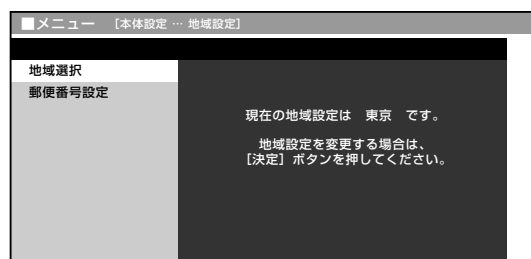 ■メニュー [本体設定 … 地域設定]
地域選択
郵便番号設定
現在の地域設定は 東京 です。
地域設定を変更する場合は、
[決定] ボタンを押してください。